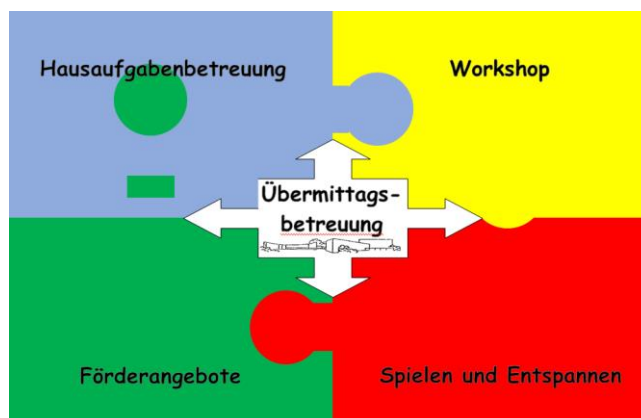 Hausaufgabenbetreuung
Workshop
Übermittags-
betreuung
Förderangebote
Spielen und Entspannen